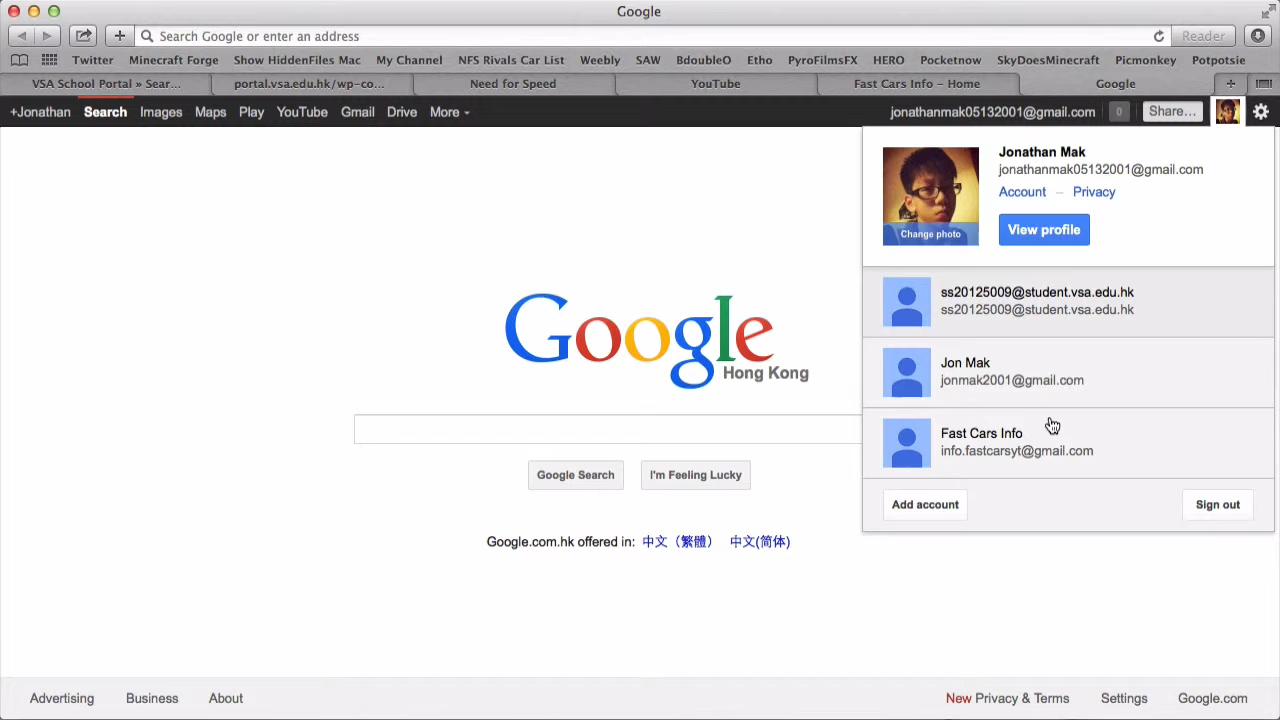 Google
Search Google or enter an address
Reader
Twitter Minecraft Forge Show HiddenFiles Mac My Channel NFS Rivals Car List Weebly SAW BdoubleO Etho PyroFilmsFX HERO Pocketnow SkyDoesMinecraft Picmonkey Potpotsie
VSA School Portal » Sear... portal.vsa.edu.hk/wp-co... Need for Speed YouTube Fast Cars Info – Home Google
+Jonathan Search Images Maps Play YouTube Gmail Drive More jonathanmak05132001@gmail.com 0 Share...
Jonathan Mak
jonathanmak05132001@gmail.com
Account – Privacy
Change photo
View profile
ss20125009@student.vsa.edu.hk
ss20125009@student.vsa.edu.hk
Jon Mak
jonmak2001@gmail.com
Fast Cars Info
info.fastcarsyt@gmail.com
Add account
Sign out
Google
Hong Kong
Google Search
I'm Feeling Lucky
Google.com.hk offered in: 中文（繁體） 中文(简体)
Advertising Business About New Privacy & Terms Settings Google.com